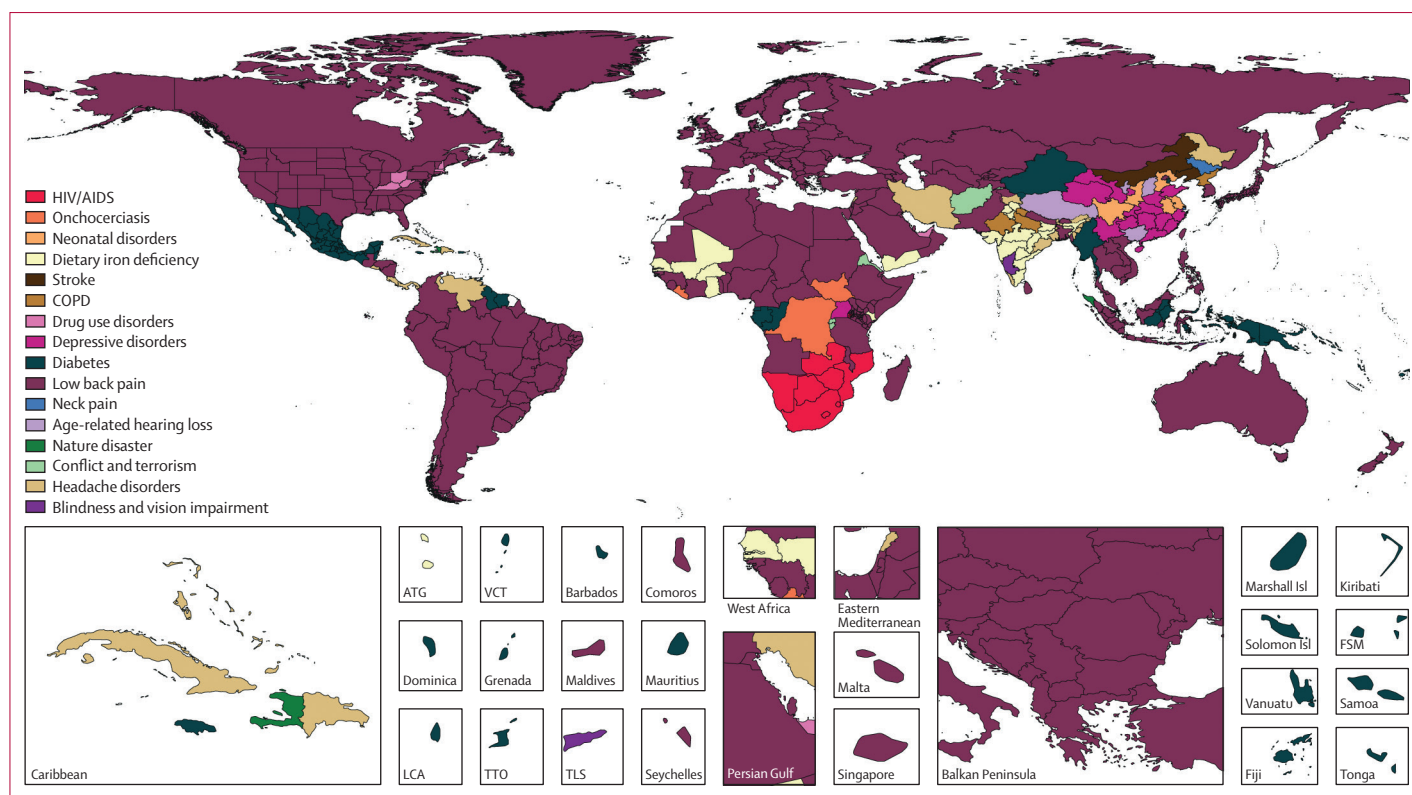 HIV/AIDS
Onchocerciasis
Neonatal disorders
Dietary iron deficiency
Stroke
COPD
Drug use disorders
Depressive disorders
Diabetes
Low back pain
Neck pain
Age-related hearing loss
Nature disaster
Conflict and terrorism
Headache disorders
Blindness and vision impairment
Caribbean
ATG
VCT
Barbados
Comoros
Dominica
Grenada
Maldives
Mauritius
LCA
TTO
TLS
Seychelles
West Africa
Eastern
Mediterranean
Persian Gulf
Malta
Singapore
Balkan Peninsula
Marshall Isl
Kiribati
Solomon Isl
FSM
Vanuatu
Samoa
Fiji
Tonga